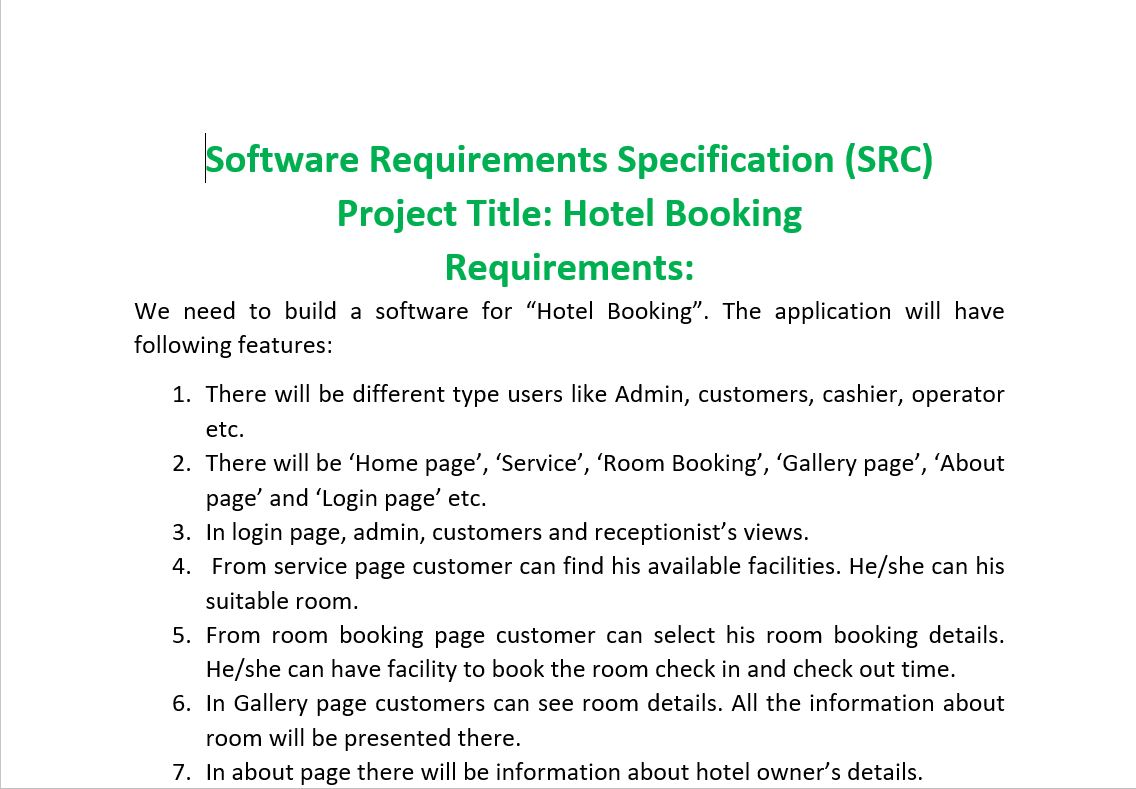 Software Requirements Specification (SRC)
Project Title: Hotel Booking
Requirements:
We need to build a software for “Hotel Booking”. The application will have
following features:
1. There will be different type users like Admin, customers, cashier, operator
etc.
2. There will be ‘Home page’, ‘Service’, ‘Room Booking’, ‘Gallery page’, ‘About
page’ and ‘Login page’ etc.
3. In login page, admin, customers and receptionist’s views.
4. From service page customer can find his available facilities. He/she can his
suitable room.
5. From room booking page customer can select his room booking details.
He/she can have facility to book the room check in and check out time.
6. In Gallery page customers can see room details. All the information about
room will be presented there.
7. In about page there will be information about hotel owner’s details.